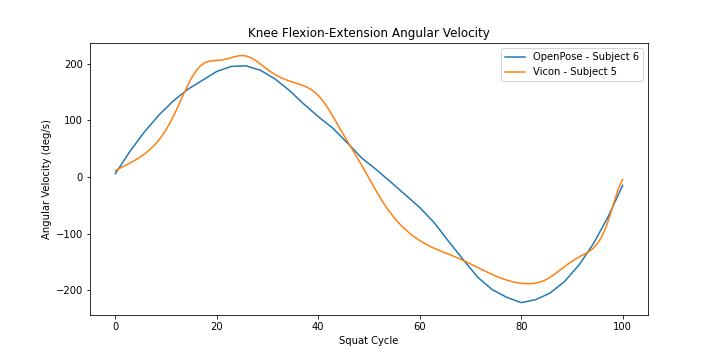 Knee Flexion-Extension Angular Velocity
OpenPose - Subject 6
Vicon - Subject 5
Angular Velocity (deg/s)
200
100
0
−100
−200
0 20 40 60 80 100
Squat Cycle